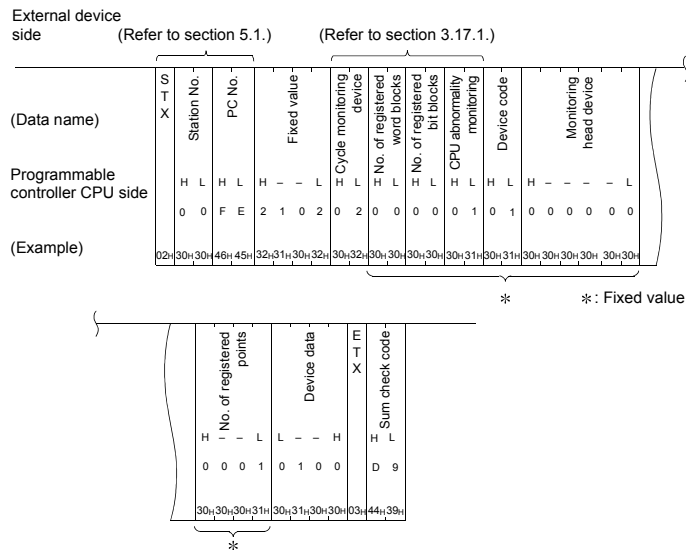 External device
side (Refer to section 5.1.) (Refer to section 3.17.1.)
(Data name)
S T X
Station No.
PC No.
Fixed value
Cycle monitoring device
No. of registered word blocks
No. of registered bit blocks
CPU abnormality monitoring
Device code
Monitoring head device
Programmable
controller CPU side
H L H L H – – L H L H L H L H L H L H – – – – L
0 0 F E 2 1 0 2 0 2 0 0 0 0 0 1 0 1 0 0 0 0 0 0
(Example)
02H 30H 30H 46H 45H 32H 31H 30H 32H 30H 32H 30H 30H 30H 30H 30H 31H 30H 31H 30H 30H 30H 30H 30H 30H
* *: Fixed value
No. of registered points
Device data
E T X
Sum check code
H – – L L – – H H L
0 0 0 1 0 1 0 0 D 9
30H 30H 30H 31H 30H 31H 30H 30H 03H 44H 39H
*